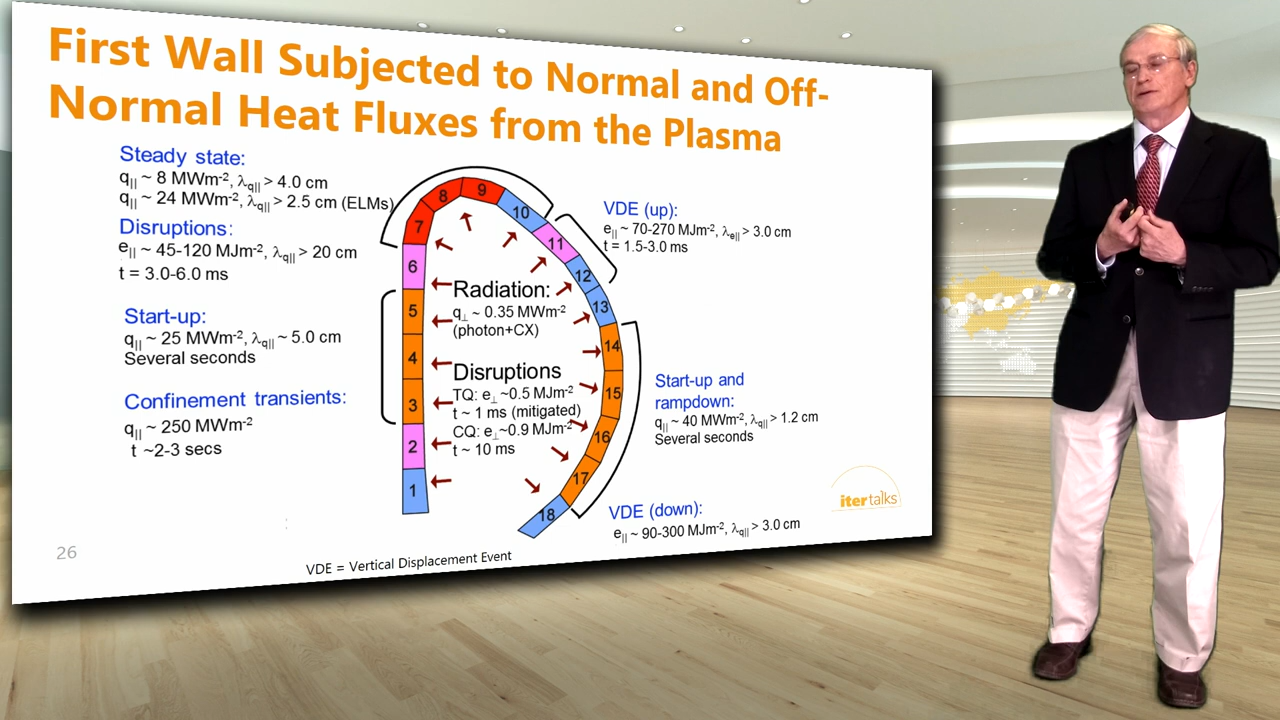 First Wall Subjected to Normal and Off-
Normal Heat Fluxes from the Plasma
Steady state:
q|| ~ 8 MWm-2, λq|| > 4.0 cm
q|| ~ 24 MWm-2, λq|| > 2.5 cm (ELMs)
Disruptions:
e|| ~ 45-120 MJm-2, λq|| > 20 cm
t = 3.0-6.0 ms
Start-up:
q|| ~ 25 MWm-2, λq|| ~ 5.0 cm
Several seconds
Confinement transients:
q|| ~ 250 MWm-2
t ~2-3 secs
1
2
3
4
5
6
7
8
9
10
11
12
13
14
15
16
17
18
Radiation:
q⊥ ~ 0.35 MWm-2
(photon+CX)
Disruptions
TQ: e⊥~0.5 MJm-2
t ~ 1 ms (mitigated)
CQ: e⊥~0.9 MJm-2
t ~ 10 ms
VDE (up):
e|| ~ 70-270 MJm-2, λe|| > 3.0 cm
t = 1.5-3.0 ms
Start-up and
rampdown:
q|| ~ 40 MWm-2, λq|| > 1.2 cm
Several seconds
iter talks
VDE (down):
e|| ~ 90-300 MJm-2, λq|| > 3.0 cm
26
VDE = Vertical Displacement Event